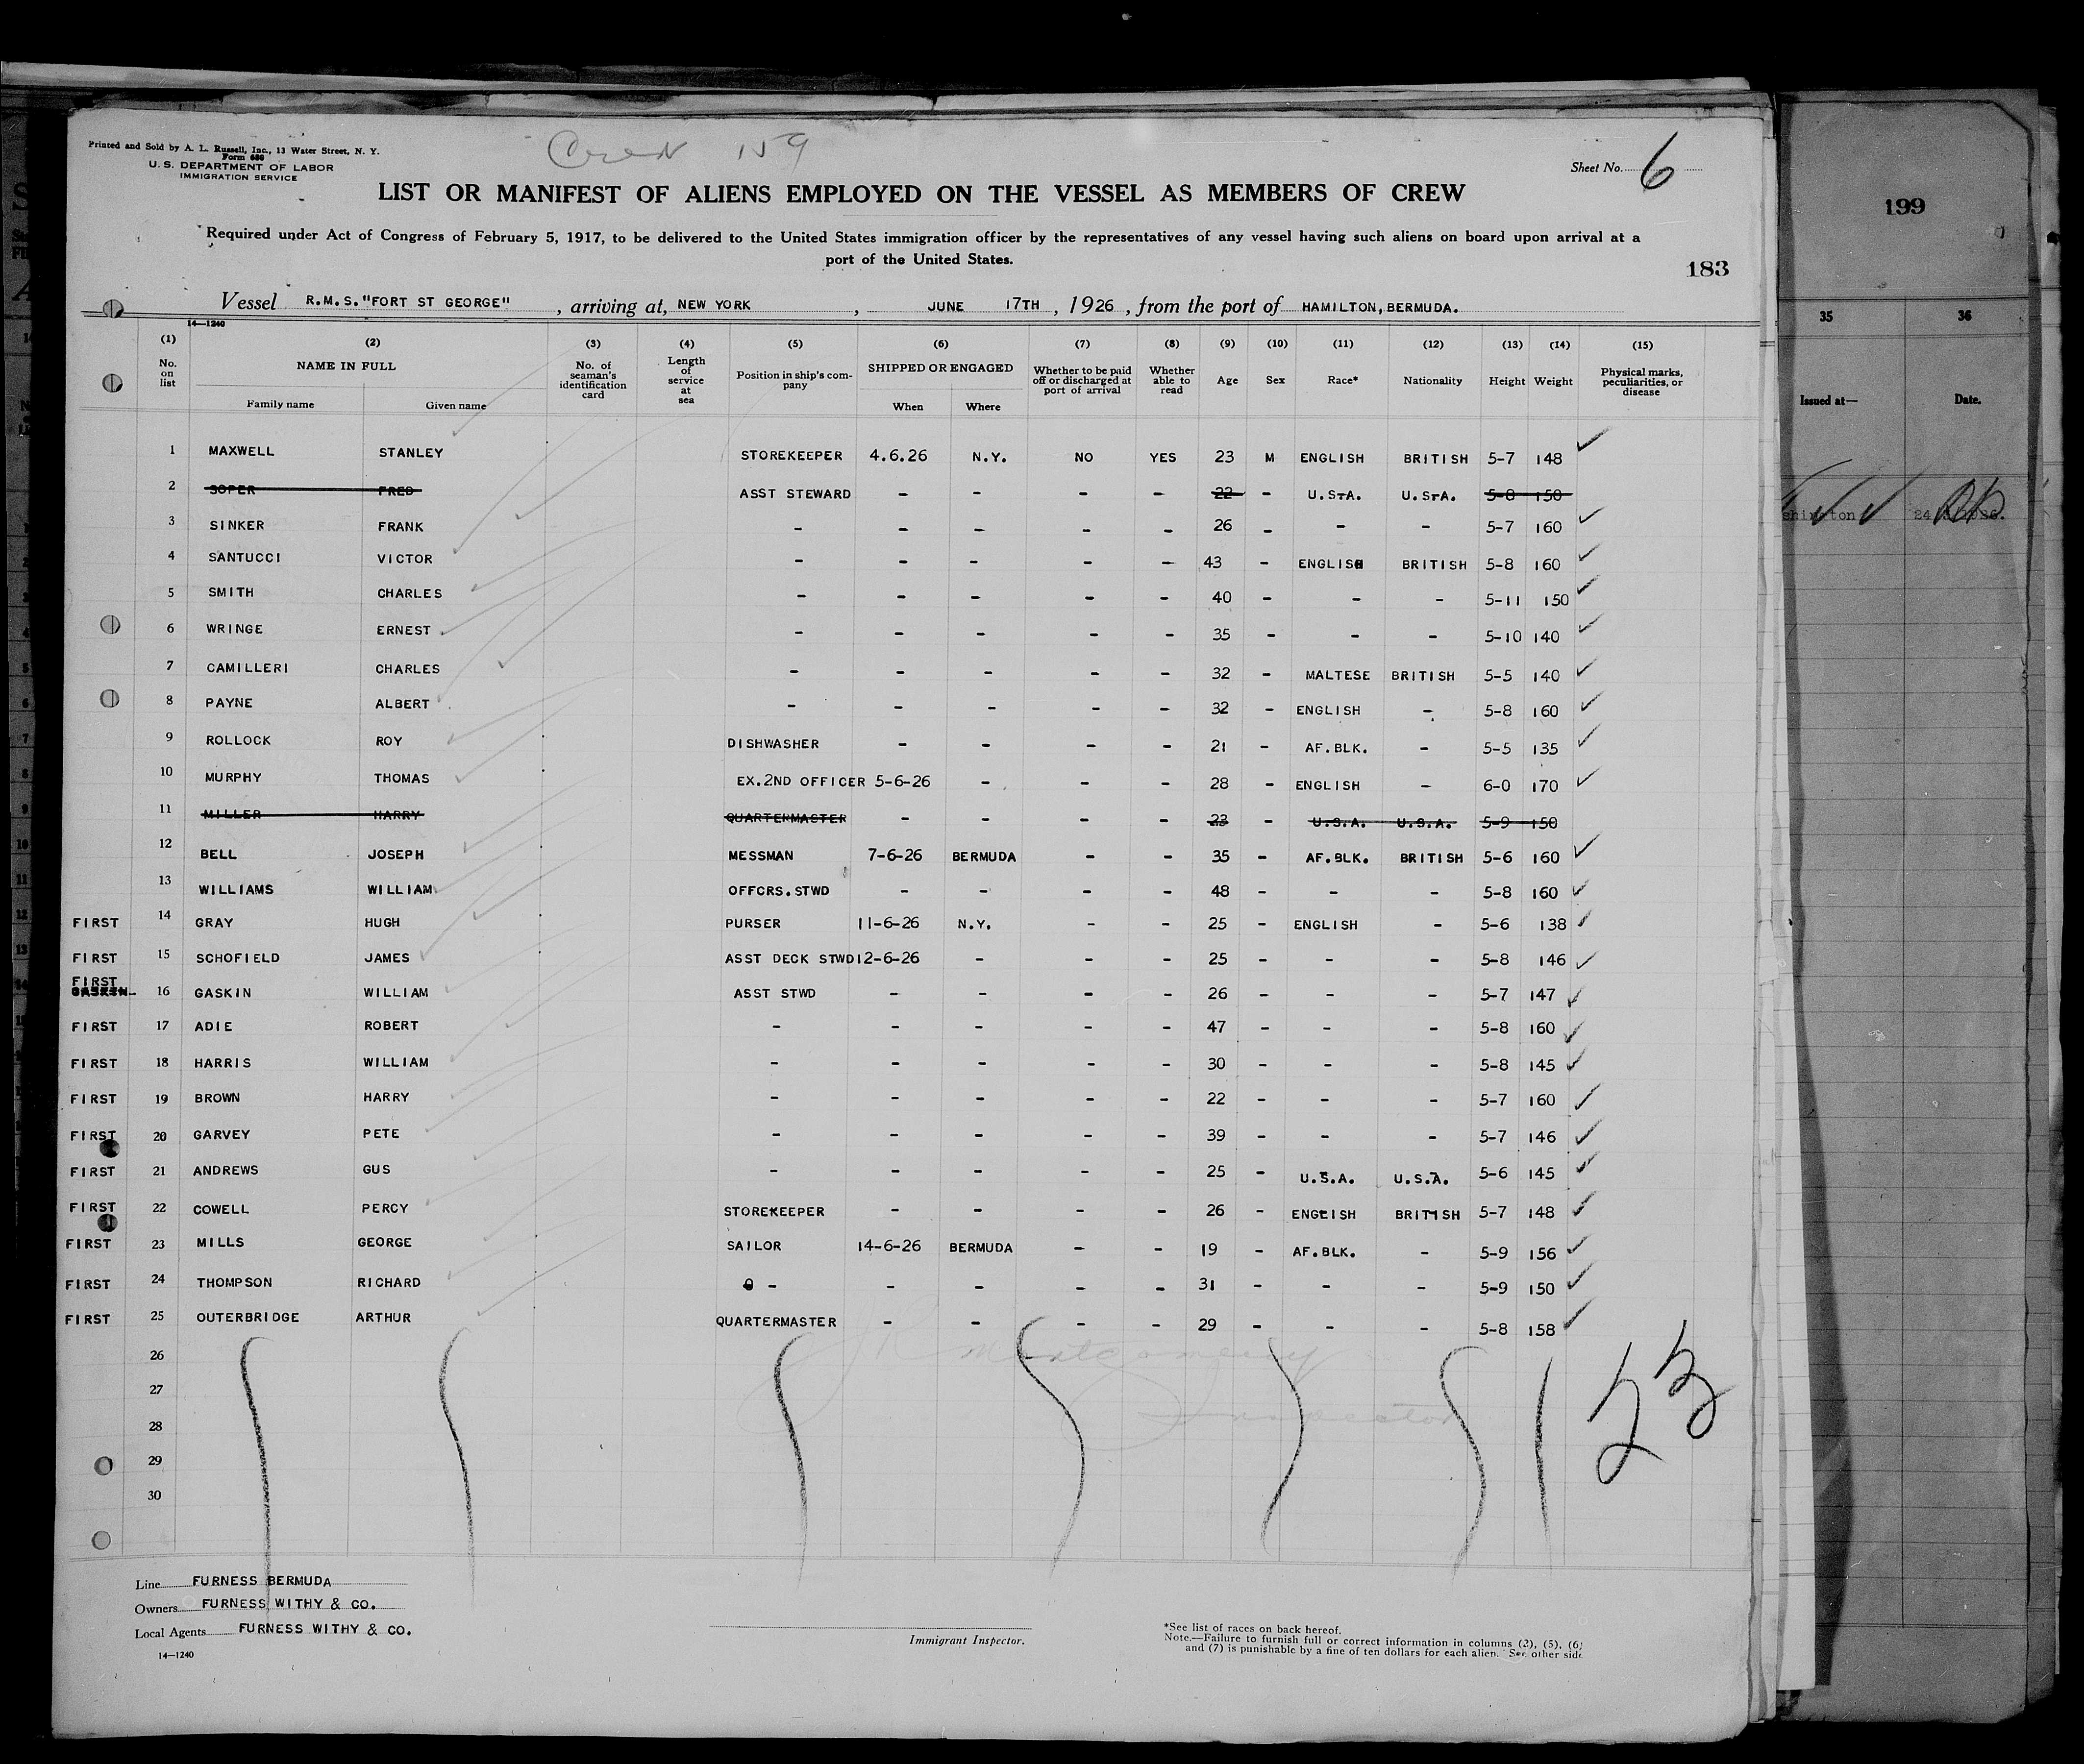 Crew 159
Printed and Sold by A. L. Russell, Inc., 13 Water Street, N. Y.
Form 680
U. S. DEPARTMENT OF LABOR
IMMIGRATION SERVICE
Sheet No. 6
LIST OR MANIFEST OF ALIENS EMPLOYED ON THE VESSEL AS MEMBERS OF CREW
Required under Act of Congress of February 5, 1917, to be delivered to the United States immigration officer by the representatives of any vessel having such aliens on board upon arrival at a
port of the United States.
183
Vessel R.M.S. "FORT ST GEORGE", arriving at, NEW YORK, JUNE 17TH, 1926, from the port of HAMILTON, BERMUDA.
14—1240
(1) (2) (3) (4) (5) (6) (7) (8) (9) (10) (11) (12) (13) (14) (15)
No. on list NAME IN FULL No. of seaman's identification card Length of service at sea Position in ship's company SHIPPED OR ENGAGED Whether to be paid off or discharged at port of arrival Whether able to read Age Sex Race* Nationality Height Weight Physical marks, peculiarities, or disease
Family name Given name When Where
1 MAXWELL STANLEY STOREKEEPER 4.6.26 N.Y. NO YES 23 M ENGLISH BRITISH 5-7 148
2 SOPER FRED ASST STEWARD - - - - 22 - U.S.A. U.S.A. 5-8 150
3 SINKER FRANK - - - - - 26 - - - 5-7 160
4 SANTUCCI VICTOR - - - - - 43 - ENGLISH BRITISH 5-8 160
5 SMITH CHARLES - - - - - 40 - - - 5-11 150
6 WRINGE ERNEST - - - - - 35 - - - 5-10 140
7 CAMILLERI CHARLES - - - - - 32 - MALTESE BRITISH 5-5 140
8 PAYNE ALBERT - - - - - 32 - ENGLISH - 5-8 160
9 ROLLOCK ROY DISHWASHER - - - - 21 - AF.BLK. - 5-5 135
10 MURPHY THOMAS EX.2ND OFFICER 5-6-26 - - - 28 - ENGLISH - 6-0 170
11 MILLER HARRY QUARTERMASTER - - - - 23 - U.S.A. U.S.A. 5-9 150
12 BELL JOSEPH MESSMAN 7-6-26 BERMUDA - - 35 - AF.BLK. BRITISH 5-6 160
13 WILLIAMS WILLIAM OFFCRS.STWD - - - - 48 - - - 5-8 160
FIRST 14 GRAY HUGH PURSER 11-6-26 N.Y. - - 25 - ENGLISH - 5-6 138
FIRST 15 SCHOFIELD JAMES ASST DECK STWD 12-6-26 - - - 25 - - - 5-8 146
FIRST
GASKEN 16 GASKIN WILLIAM ASST STWD - - - - 26 - - - 5-7 147
FIRST 17 ADIE ROBERT - - - - - 47 - - - 5-8 160
FIRST 18 HARRIS WILLIAM - - - - - 30 - - - 5-8 145
FIRST 19 BROWN HARRY - - - - - 22 - - - 5-7 160
FIRST 20 GARVEY PETE - - - - - 39 - - - 5-7 146
FIRST 21 ANDREWS GUS - - - - - 25 - U.S.A. U.S.A. 5-6 145
FIRST 22 COWELL PERCY STOREKEEPER - - - - 26 - ENGLISH BRITISH 5-7 148
FIRST 23 MILLS GEORGE SAILOR 14-6-26 BERMUDA - - 19 - AF.BLK. - 5-9 156
FIRST 24 THOMPSON RICHARD - - - - - 31 - - - 5-9 150
FIRST 25 OUTERBRIDGE ARTHUR QUARTERMASTER - - - - 29 - - - 5-8 158
26
27
28
29
30
Montgomery
Inspector
23
Line FURNESS BERMUDA
Owners FURNESS WITHY & CO.
Local Agents FURNESS WITHY & CO.
14—1240
Immigrant Inspector.
*See list of races on back hereof.
Note.—Failure to furnish full or correct information in columns (2), (5), (6)
and (7) is punishable by a fine of ten dollars for each alien. See other side
199
35 36
Issued at— Date.